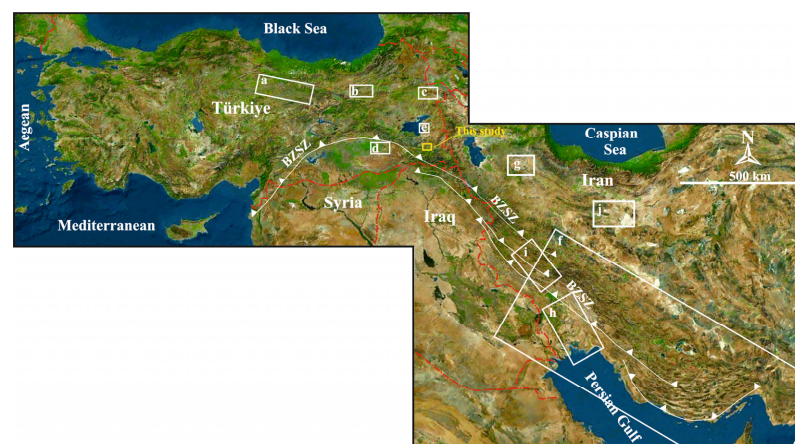 Black Sea
a
b
c
Türkiye
Aegean
e
This study
Caspian
Sea
N
BZSZ
d
g
Iran
500 km
j
Syria
Iraq
BZSZ
Mediterranean
f
i
BZSZ
h
Persian Gulf